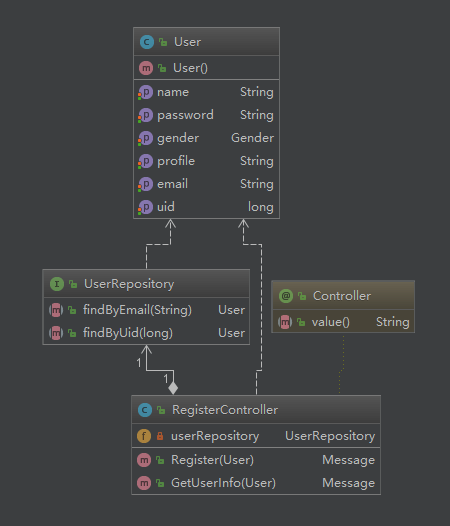 User
User()
name String
password String
gender Gender
profile String
email String
uid long
UserRepository
findByEmail(String) User
findByUid(long) User
Controller
value() String
1
1
RegisterController
userRepository UserRepository
Register(User) Message
GetUserInfo(User) Message